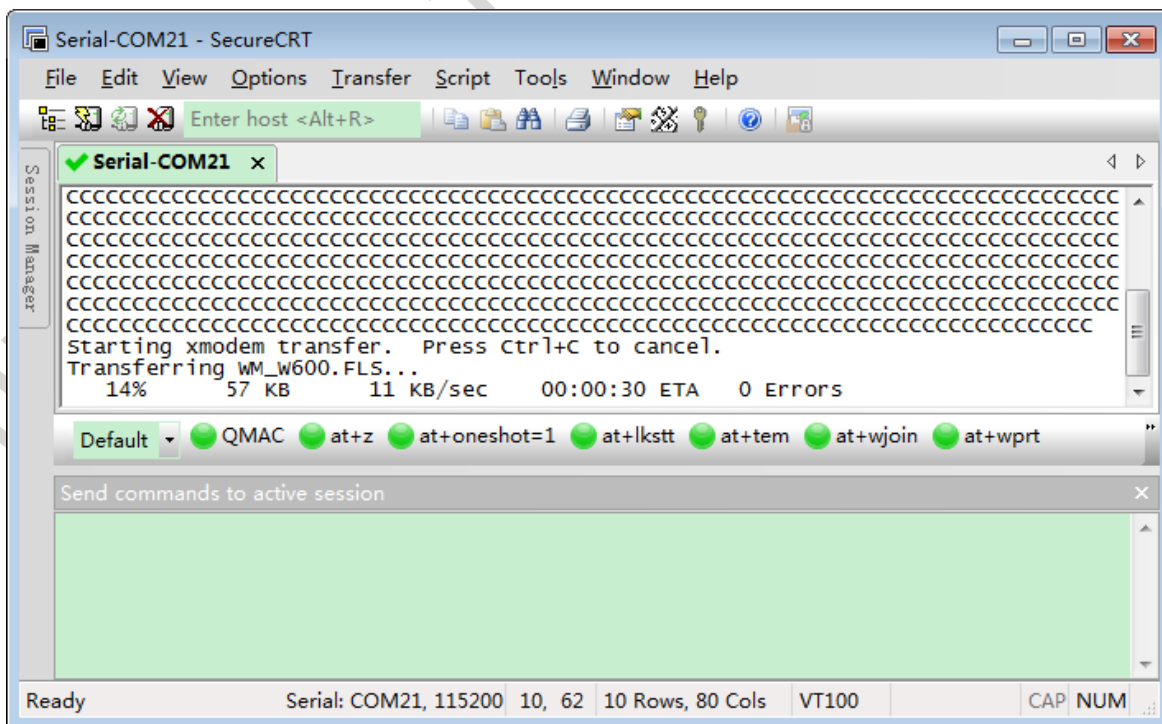 Serial-COM21 - SecureCRT
File Edit View Options Transfer Script Tools Window Help
Enter host <Alt+R>
Session Manager
Serial-COM21 x
CCCCCCCCCCCCCCCCCCCCCCCCCCCCCCCCCCCCCCCCCCCCCCCCCCCCCCCCCCCCCCCCCCCCCCCCCCCCCCCC
CCCCCCCCCCCCCCCCCCCCCCCCCCCCCCCCCCCCCCCCCCCCCCCCCCCCCCCCCCCCCCCCCCCCCCCCCCCCCCCC
CCCCCCCCCCCCCCCCCCCCCCCCCCCCCCCCCCCCCCCCCCCCCCCCCCCCCCCCCCCCCCCCCCCCCCCCCCCCCCCC
CCCCCCCCCCCCCCCCCCCCCCCCCCCCCCCCCCCCCCCCCCCCCCCCCCCCCCCCCCCCCCCCCCCCCCCCCCCCCCCC
CCCCCCCCCCCCCCCCCCCCCCCCCCCCCCCCCCCCCCCCCCCCCCCCCCCCCCCCCCCCCCCCCCCCCCCCCCCCCCCC
CCCCCCCCCCCCCCCCCCCCCCCCCCCCCCCCCCCCCCCCCCCCCCCCCCCCCCCCCCCCCCCCCCCCCCCCCCCCCCCC
CCCCCCCCCCCCCCCCCCCCCCCCCCCCCCCCCCCCCCCCCCCCCCCCCCCCCCCCCCCCCCCCCCCCCCCCCCCCCC
Starting xmodem transfer.  Press Ctrl+C to cancel.
Transferring WM_W600.FLS...
14% 57 KB 11 KB/sec 00:00:30 ETA 0 Errors
Default QMAC at+z at+oneshot=1 at+lkstt at+tem at+wjoin at+wprt
Send commands to active session
Ready Serial: COM21, 115200 10, 62 10 Rows, 80 Cols VT100 CAP NUM